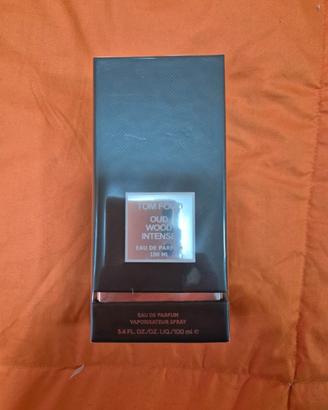 TOM FORD
OUD
WOOD
INTENSE
EAU DE PARFUM
100 ML
EAU DE PARFUM
VAPORISATEUR SPRAY
3.4 FL. OZ./OZ. LIQ./100 ml ℮